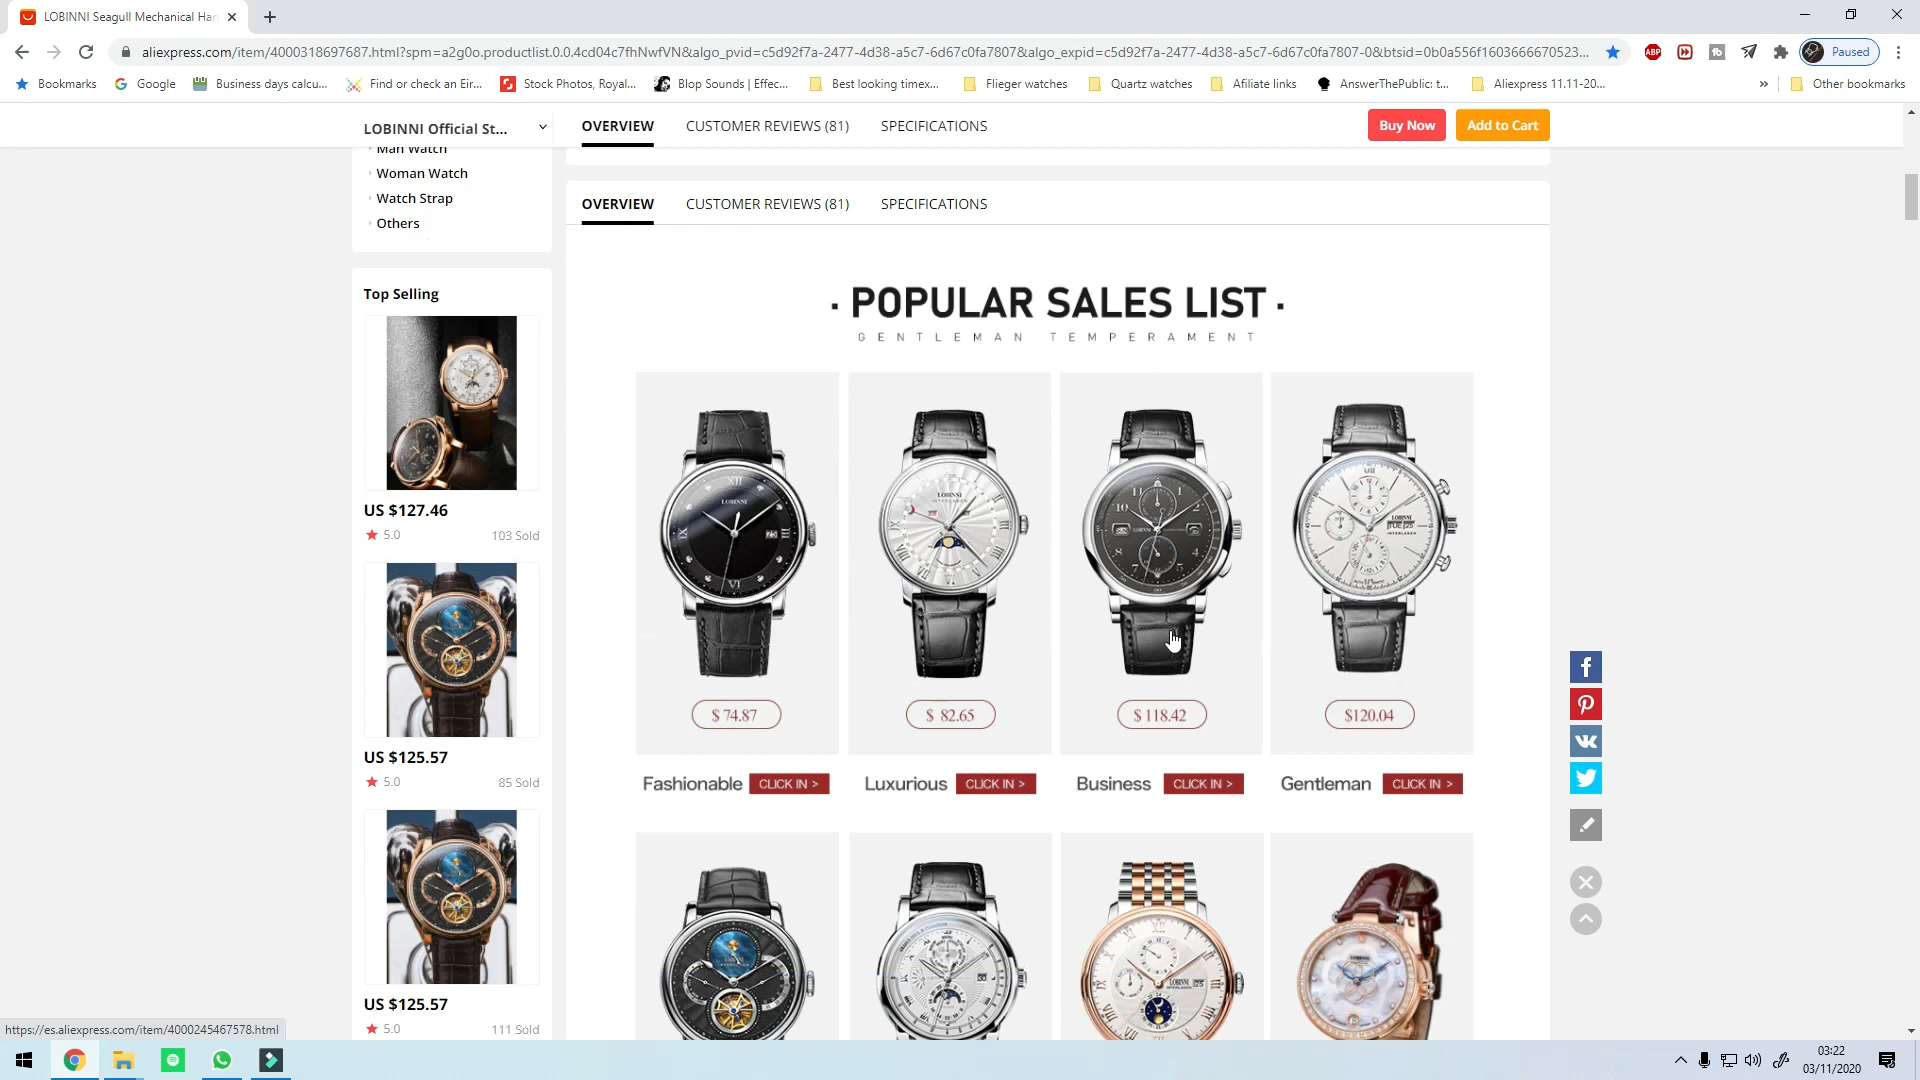 LOBINNI Seagull Mechanical Han
aliexpress.com/item/4000318697687.html?spm=a2g0o.productlist.0.0.4cd04c7fhNwfVN&algo_pvid=c5d92f7a-2477-4d38-a5c7-6d67c0fa7807&algo_expid=c5d92f7a-2477-4d38-a5c7-6d67c0fa7807-0&btsid=0b0a556f1603666670523...
ABP
Paused
Bookmarks
Google
Business days calcu...
Find or check an Eir...
Stock Photos, Royal...
Blop Sounds | Effec...
Best looking timex...
Flieger watches
Quartz watches
Afiliate links
AnswerThePublic: t...
Aliexpress 11.11-20...
Other bookmarks
LOBINNI Official St...
OVERVIEW
CUSTOMER REVIEWS (81)
SPECIFICATIONS
Buy Now
Add to Cart
Man Watch
Woman Watch
Watch Strap
Others
OVERVIEW
CUSTOMER REVIEWS (81)
SPECIFICATIONS
Top Selling
US $127.46
5.0
103 Sold
US $125.57
5.0
85 Sold
US $125.57
5.0
111 Sold
· POPULAR SALES LIST ·
GENTLEMAN TEMPERAMENT
$ 74.87
$ 82.65
$ 118.42
$120.04
Fashionable
CLICK IN >
Luxurious
CLICK IN >
Business
CLICK IN >
Gentleman
CLICK IN >
https://es.aliexpress.com/item/4000245467578.html
03:22
03/11/2020